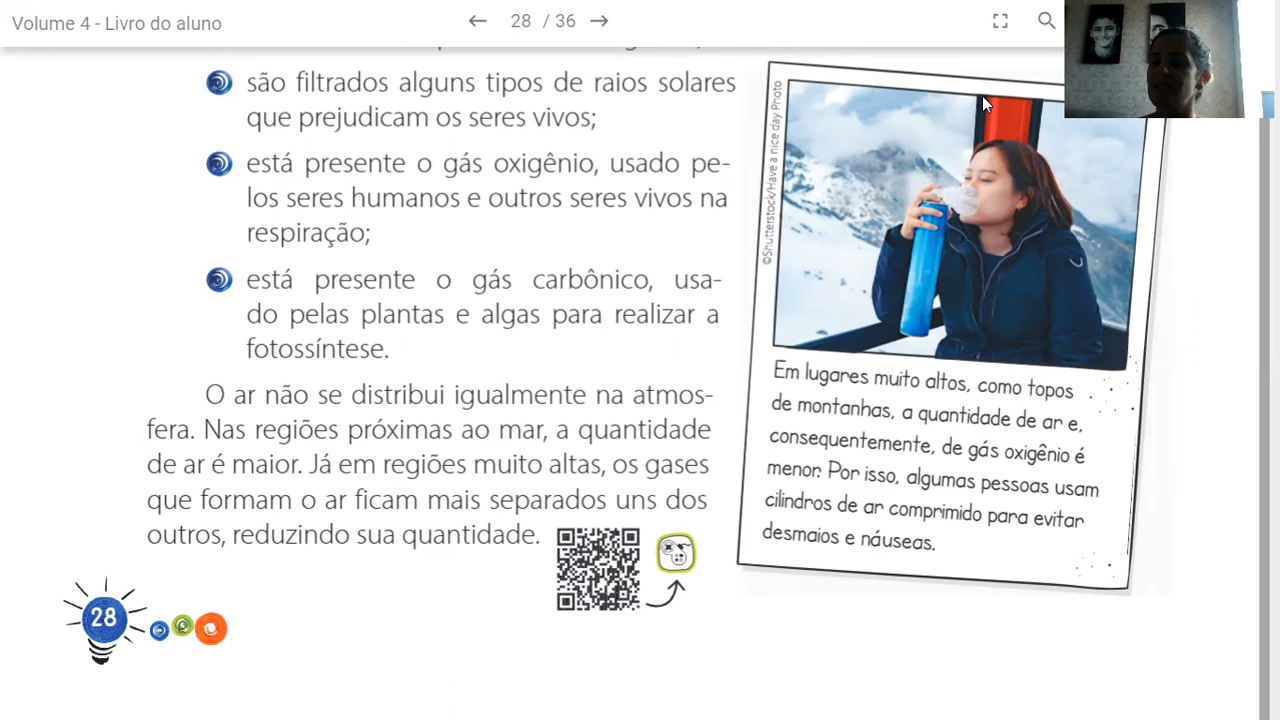 Volume 4 - Livro do aluno
28 / 36
são filtrados alguns tipos de raios solares
que prejudicam os seres vivos;
está presente o gás oxigênio, usado pe-
los seres humanos e outros seres vivos na
respiração;
está presente o gás carbônico, usa-
do pelas plantas e algas para realizar a
fotossíntese.
O ar não se distribui igualmente na atmos-
fera. Nas regiões próximas ao mar, a quantidade
de ar é maior. Já em regiões muito altas, os gases
que formam o ar ficam mais separados uns dos
outros, reduzindo sua quantidade.
©Shutterstock/Have a nice day Photo
Em lugares muito altos, como topos
de montanhas, a quantidade de ar e,
consequentemente, de gás oxigênio é
menor. Por isso, algumas pessoas usam
cilindros de ar comprimido para evitar
desmaios e náuseas.
28